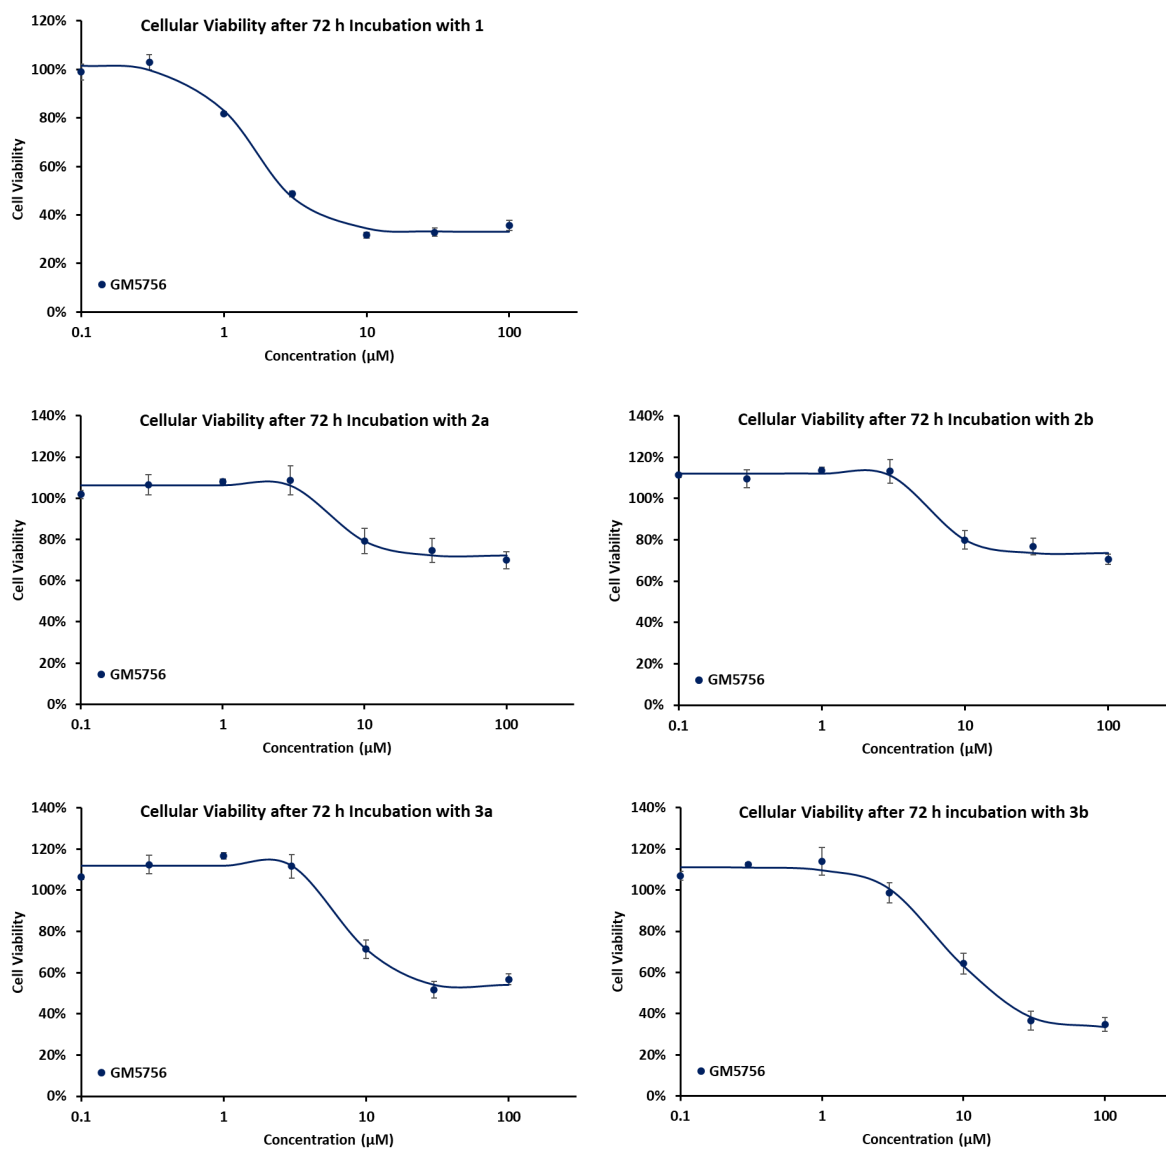 Cellular Viability after 72 h Incubation with 1
120%
100%
80%
60%
40%
20%
0%
Cell Viability
GM5756
0.1 1 10 100
Concentration (µM)
Cellular Viability after 72 h Incubation with 2a
140%
120%
100%
80%
60%
40%
20%
0%
Cell Viability
GM5756
0.1 1 10 100
Concentration (µM)
Cellular Viability after 72 h Incubation with 2b
140%
120%
100%
80%
60%
40%
20%
0%
Cell Viability
GM5756
0.1 1 10 100
Concentration (µM)
Cellular Viability after 72 h Incubation with 3a
140%
120%
100%
80%
60%
40%
20%
0%
Cell Viability
GM5756
0.1 1 10 100
Concentration (µM)
Cellular Viability after 72 h incubation with 3b
140%
120%
100%
80%
60%
40%
20%
0%
Cell Viability
GM5756
0.1 1 10 100
Concentration (µM)